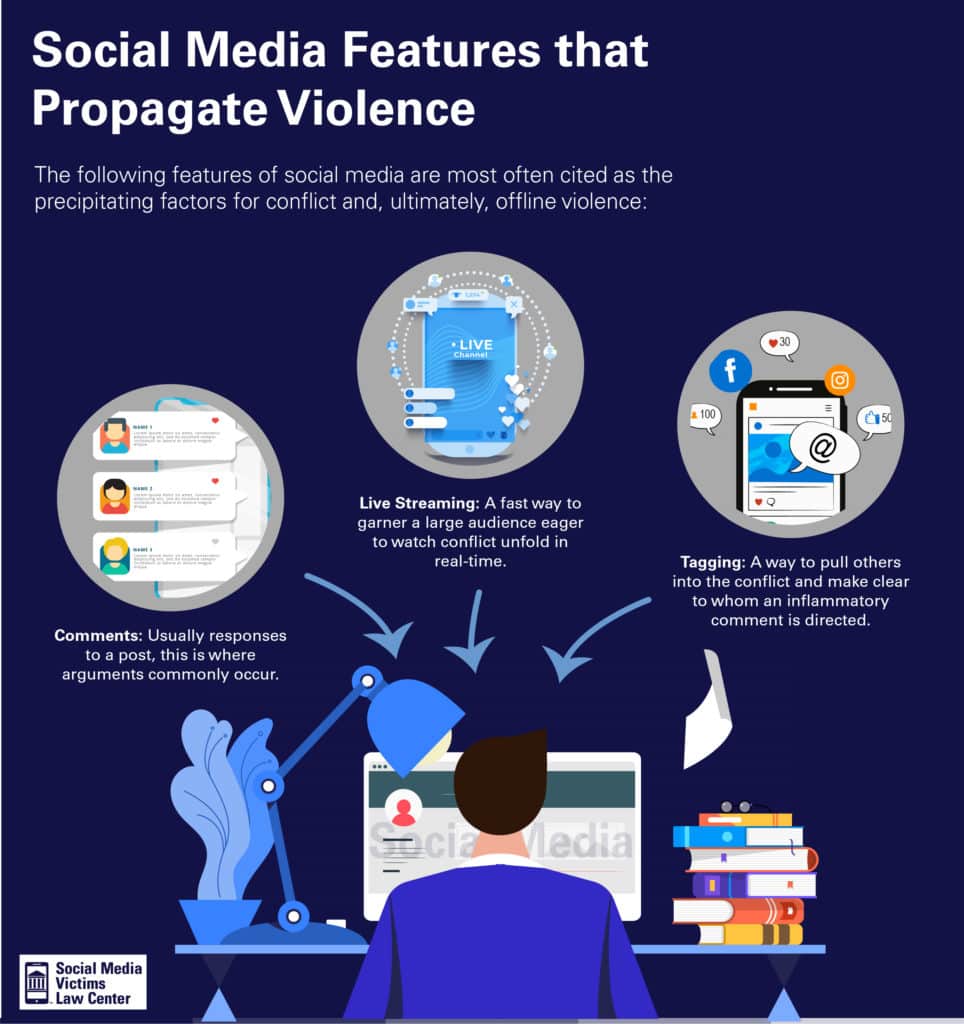 Social Media Features that
Propagate Violence
The following features of social media are most often cited as the
precipitating factors for conflict and, ultimately, offline violence:
• LIVE
Channel
30
100
50
@
NAME 1
NAME 2
NAME 3
Comments: Usually responses
to a post, this is where
arguments commonly occur.
Live Streaming: A fast way to
garner a large audience eager
to watch conflict unfold in
real-time.
Tagging: A way to pull others
into the conflict and make clear
to whom an inflammatory
comment is directed.
Social Media
Social Media
Victims
Law Center